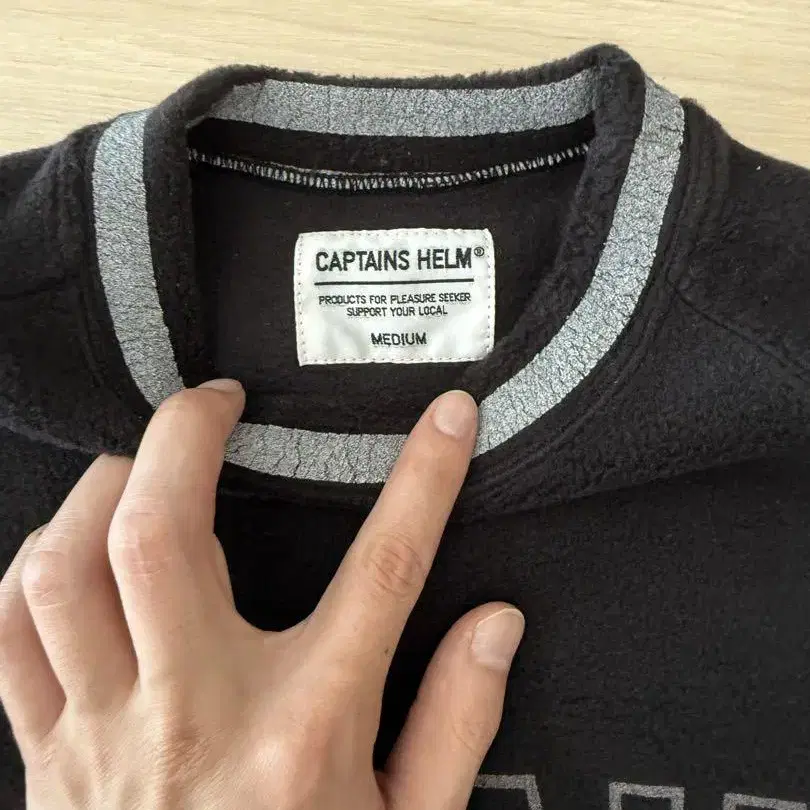 CAPTAINS HELM®
PRODUCTS FOR PLEASURE SEEKER
SUPPORT YOUR LOCAL
MEDIUM